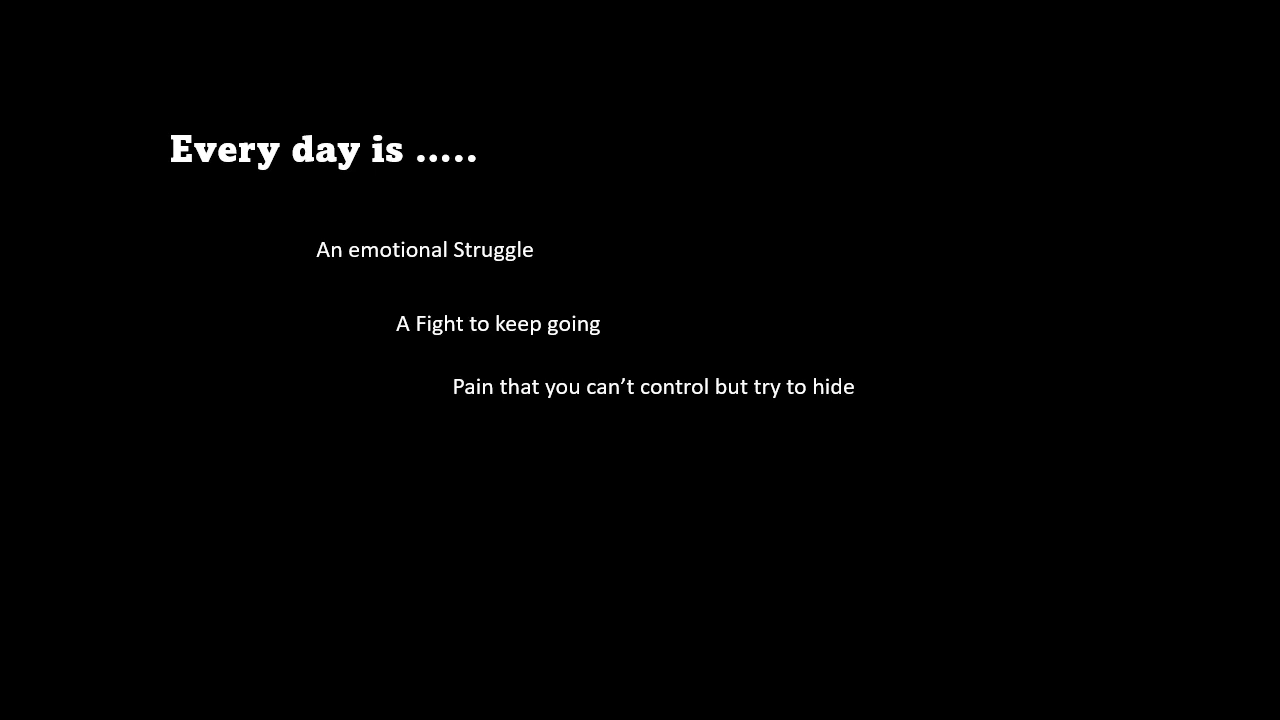 Every day is .....
An emotional Struggle
A Fight to keep going
Pain that you can’t control but try to hide